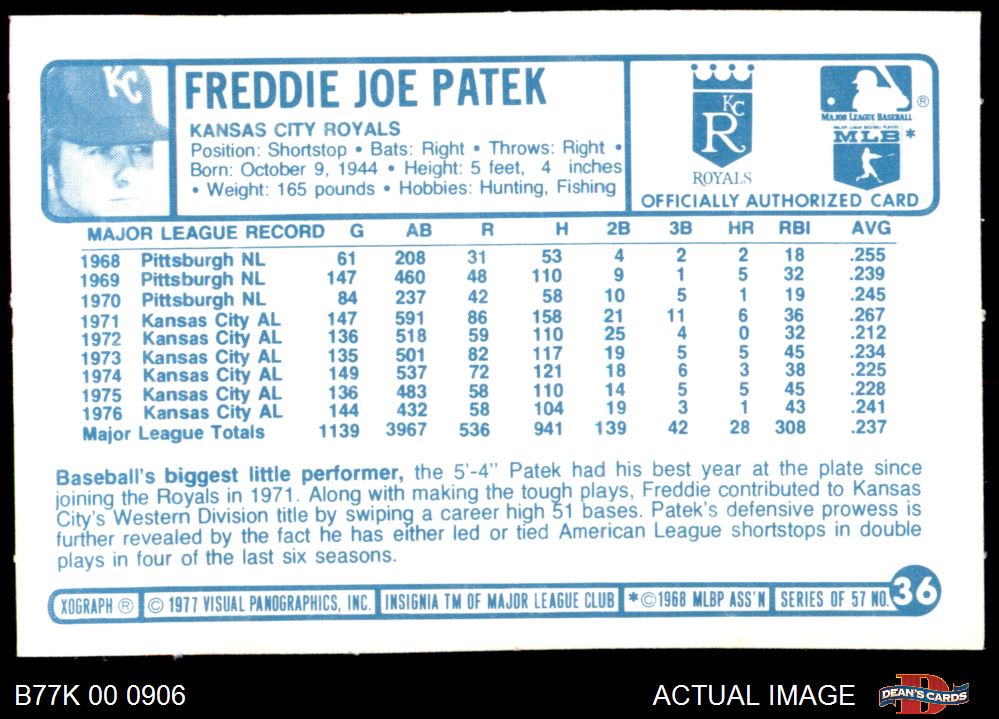 KC
FREDDIE JOE PATEK
KANSAS CITY ROYALS
Position: Shortstop • Bats: Right • Throws: Right •
Born: October 9, 1944 • Height: 5 feet, 4 inches
• Weight: 165 pounds • Hobbies: Hunting, Fishing
KC
R
ROYALS
®
MAJOR LEAGUE BASEBALL
MAJOR LEAGUE BASEBALL PLAYERS
MLB *
OFFICIALLY AUTHORIZED CARD
MAJOR LEAGUE RECORD G AB R H 2B 3B HR RBI AVG
1968 Pittsburgh NL 61 208 31 53 4 2 2 18 .255
1969 Pittsburgh NL 147 460 48 110 9 1 5 32 .239
1970 Pittsburgh NL 84 237 42 58 10 5 1 19 .245
1971 Kansas City AL 147 591 86 158 21 11 6 36 .267
1972 Kansas City AL 136 518 59 110 25 4 0 32 .212
1973 Kansas City AL 135 501 82 117 19 5 5 45 .234
1974 Kansas City AL 149 537 72 121 18 6 3 38 .225
1975 Kansas City AL 136 483 58 110 14 5 5 45 .228
1976 Kansas City AL 144 432 58 104 19 3 1 43 .241
Major League Totals 1139 3967 536 941 139 42 28 308 .237
Baseball's biggest little performer, the 5'-4" Patek had his best year at the plate since
joining the Royals in 1971. Along with making the tough plays, Freddie contributed to Kansas
City's Western Division title by swiping a career high 51 bases. Patek's defensive prowess is
further revealed by the fact he has either led or tied American League shortstops in double
plays in four of the last six seasons.
XOGRAPH ® © 1977 VISUAL PANOGRAPHICS, INC. INSIGNIA TM OF MAJOR LEAGUE CLUB *©1968 MLBP ASS'N SERIES OF 57 NO. 36
B77K 00 0906
ACTUAL IMAGE
D
DEAN'S CARDS